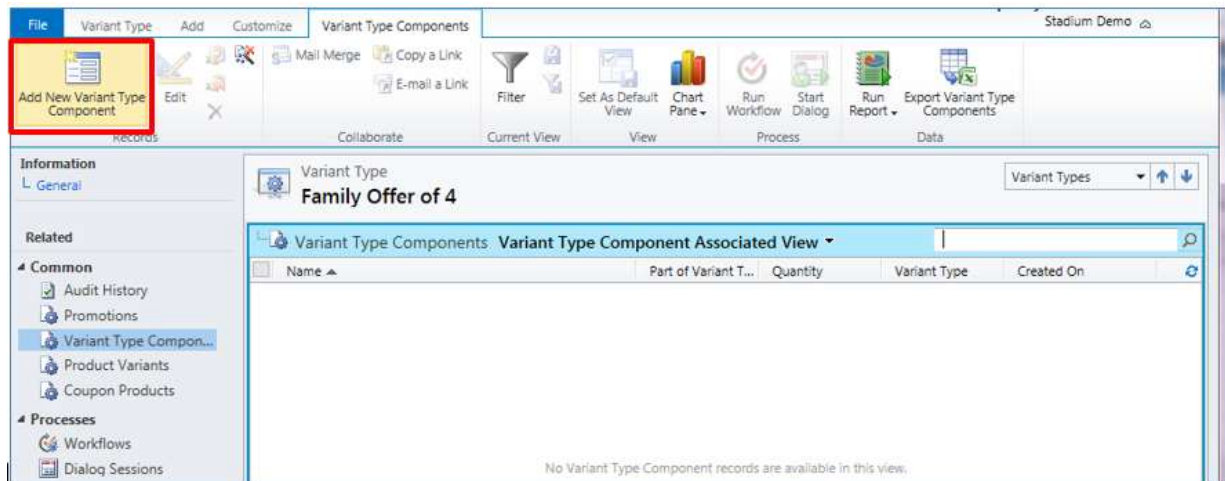 File Variant Type Add Customize Variant Type Components Stadium Demo
Add New Variant Type Component
Edit
Mail Merge
Copy a Link
E-mail a Link
Filter
Set As Default View
Chart Pane
Run Workflow
Start Dialog
Run Report
Export Variant Type Components
Records Collaborate Current View View Process Data
Information
General
Variant Type
Family Offer of 4
Variant Types
Related
Variant Type Components Variant Type Component Associated View
Common
Name Part of Variant T... Quantity Variant Type Created On
Audit History
Promotions
Variant Type Compon...
Product Variants
Coupon Products
Processes
Workflows
Dialog Sessions
No Variant Type Component records are available in this view.